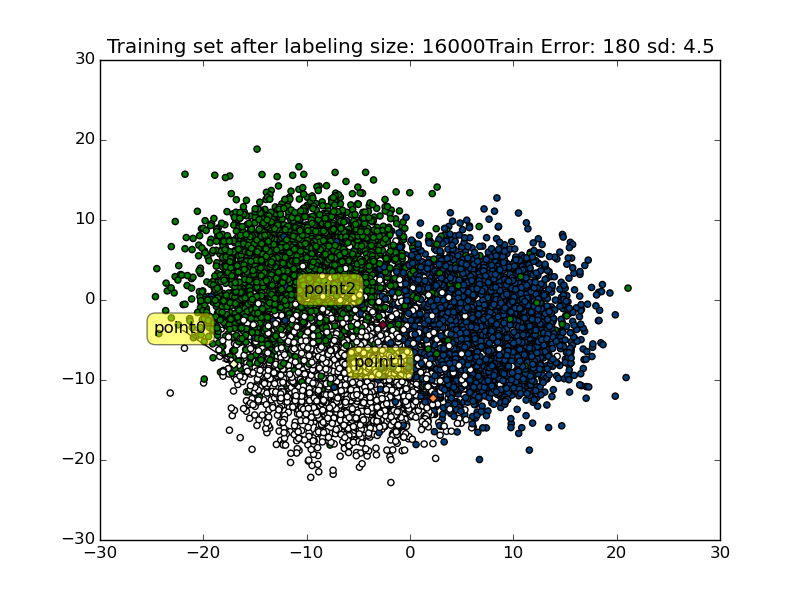 Training set after labeling size: 16000Train Error: 180 sd: 4.5
30
20
10
0
−10
−20
−30
point2
point0
point1
−30 −20 −10 0 10 20 30